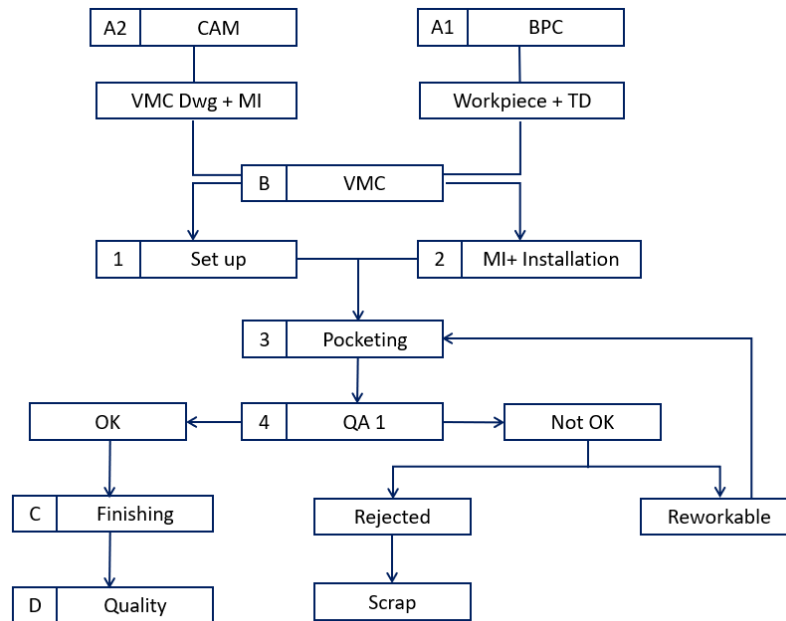 A2 CAM
A1 BPC
VMC Dwg + MI
Workpiece + TD
B VMC
1 Set up
2 MI+ Installation
3 Pocketing
OK
4 QA 1
Not OK
C Finishing
Rejected
Reworkable
D Quality
Scrap